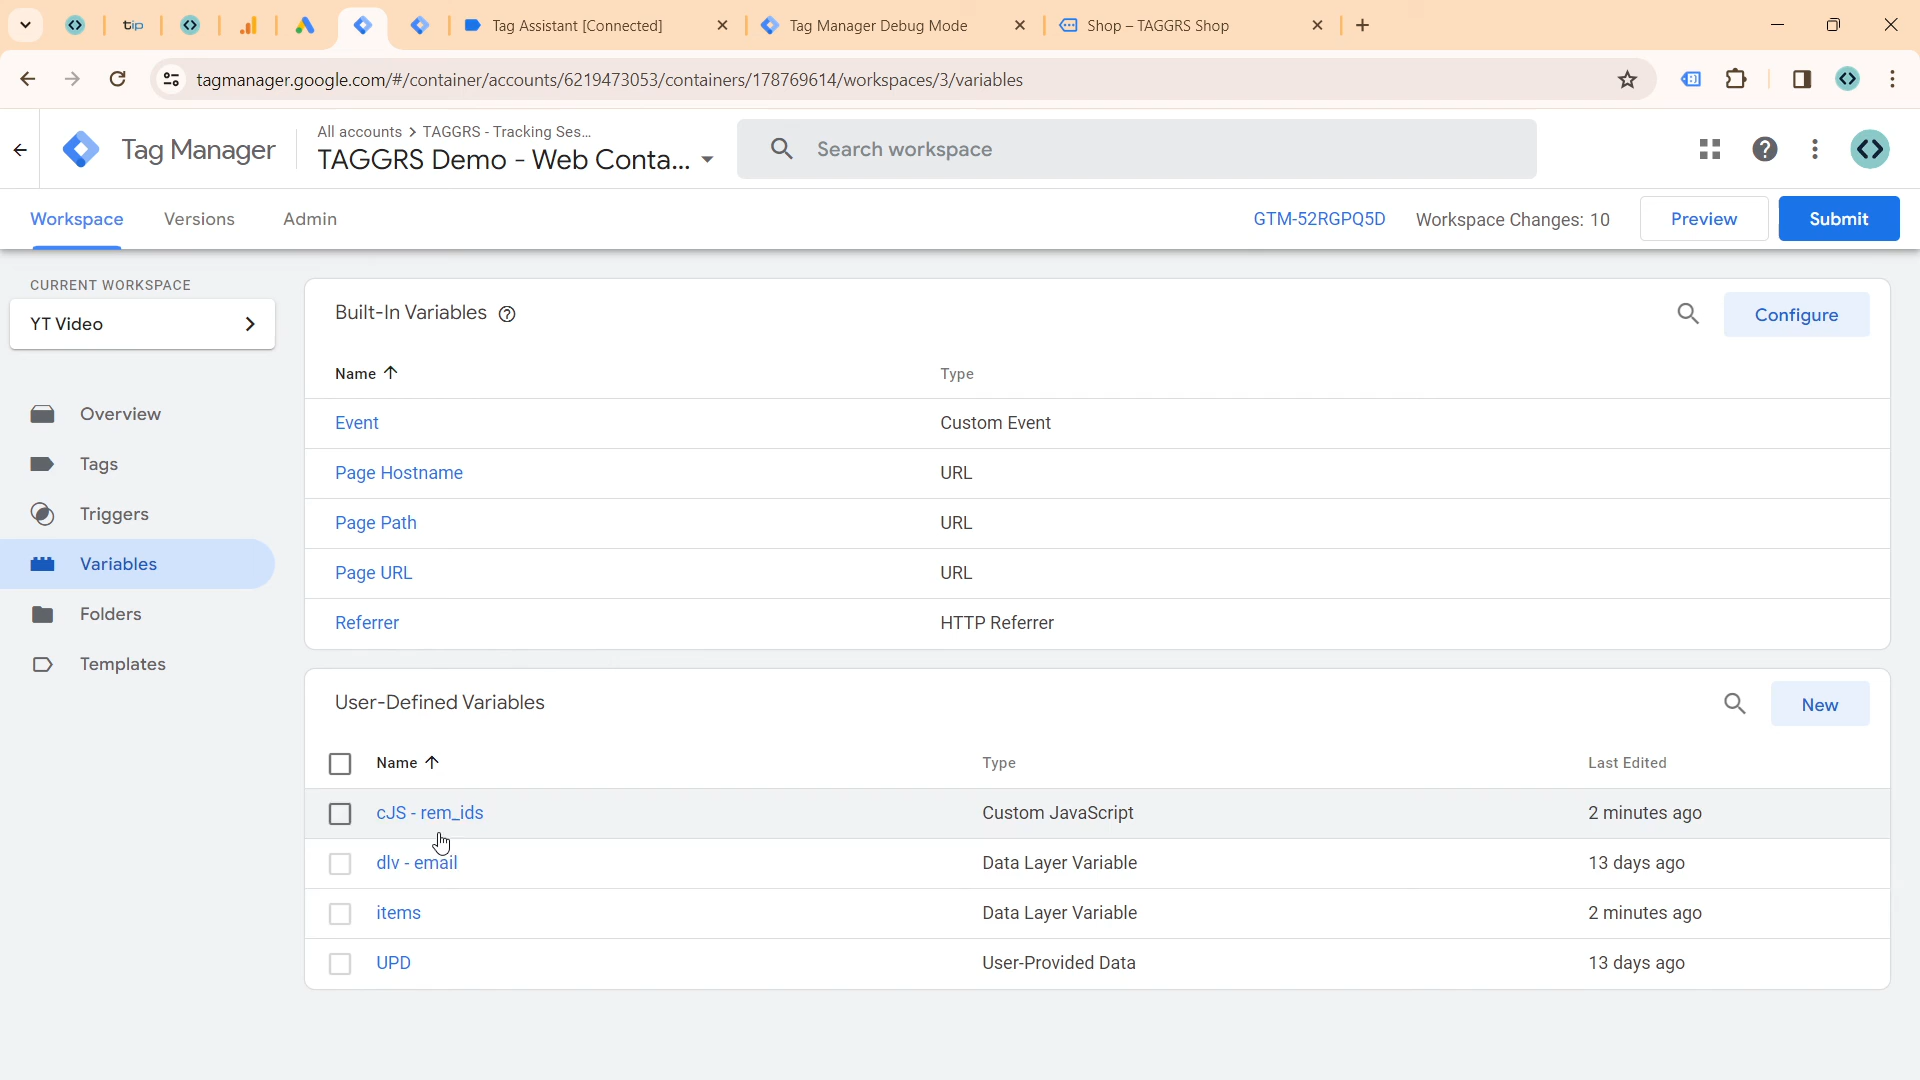 tip
Tag Assistant [Connected]
Tag Manager Debug Mode
Shop – TAGGRS Shop
tagmanager.google.com/#/container/accounts/6219473053/containers/178769614/workspaces/3/variables
Tag Manager
All accounts > TAGGRS - Tracking Ses...
TAGGRS Demo - Web Conta...
Search workspace
Workspace
Versions
Admin
GTM-52RGPQ5D
Workspace Changes: 10
Preview
Submit
CURRENT WORKSPACE
YT Video
Overview
Tags
Triggers
Variables
Folders
Templates
Built-In Variables
Configure
Name Type
Event Custom Event
Page Hostname URL
Page Path URL
Page URL URL
Referrer HTTP Referrer
User-Defined Variables
New
Name Type Last Edited
cJS - rem_ids Custom JavaScript 2 minutes ago
dlv - email Data Layer Variable 13 days ago
items Data Layer Variable 2 minutes ago
UPD User-Provided Data 13 days ago